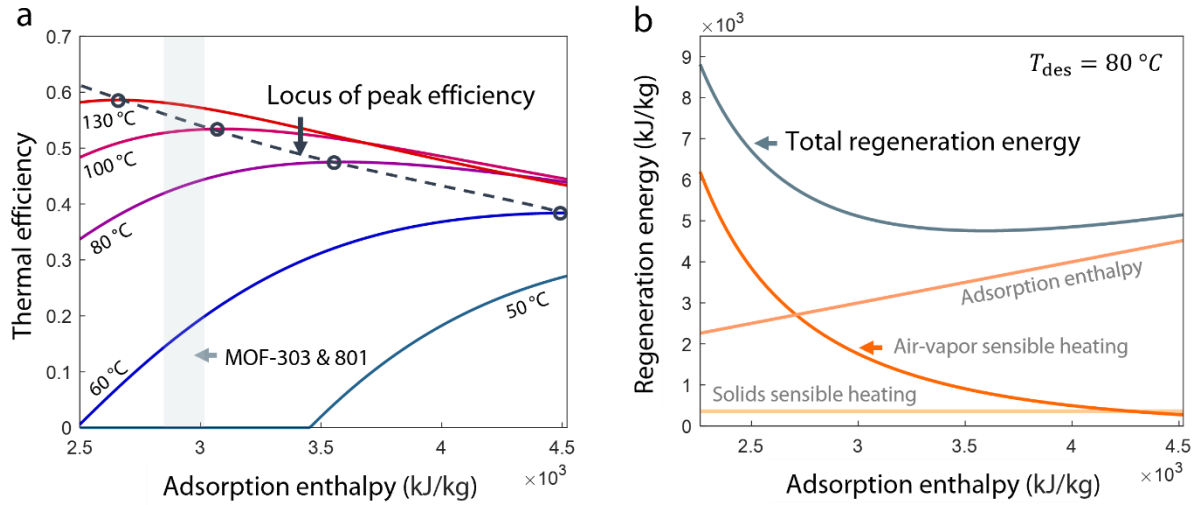 a
0.7
0.6
0.5
0.4
0.3
0.2
0.1
0
Thermal efficiency
130 °C
100 °C
80 °C
60 °C
50 °C
Locus of peak efficiency
MOF-303 & 801
2.5
3
3.5
4
4.5
× 10³
Adsorption enthalpy (kJ/kg)
b
× 10³
9
8
7
6
5
4
3
2
1
0
Regeneration energy (kJ/kg)
T_des = 80 °C
Total regeneration energy
Adsorption enthalpy
Air-vapor sensible heating
Solids sensible heating
2.5
3
3.5
4
4.5
× 10³
Adsorption enthalpy (kJ/kg)